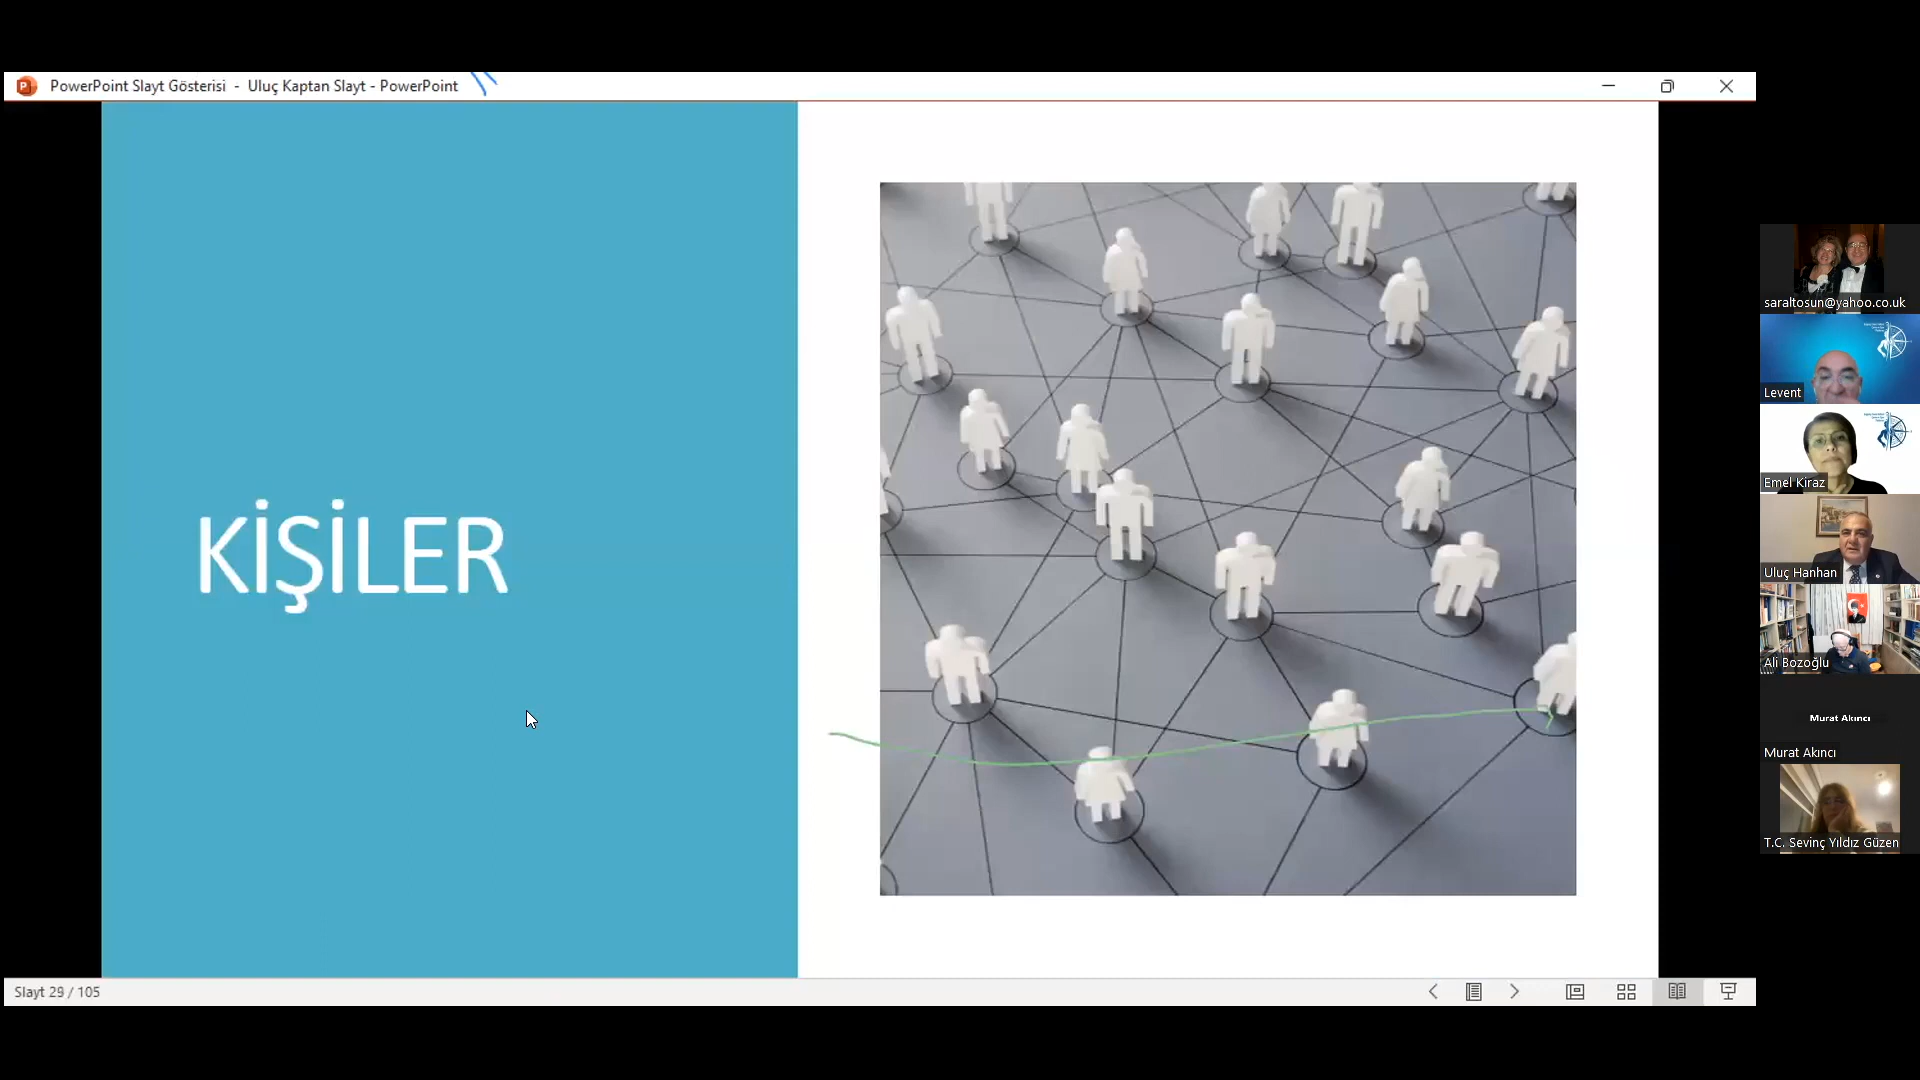 PowerPoint Slayt Gösterisi  -  Uluç Kaptan Slayt - PowerPoint
KİŞİLER
Slayt 29 / 105
saraltosun@yahoo.co.uk
Levent
Emel Kiraz
Uluç Hanhan
Ali Bozoğlu
Murat Akıncı
Murat Akıncı
T.C. Sevinç Yıldız Güzen